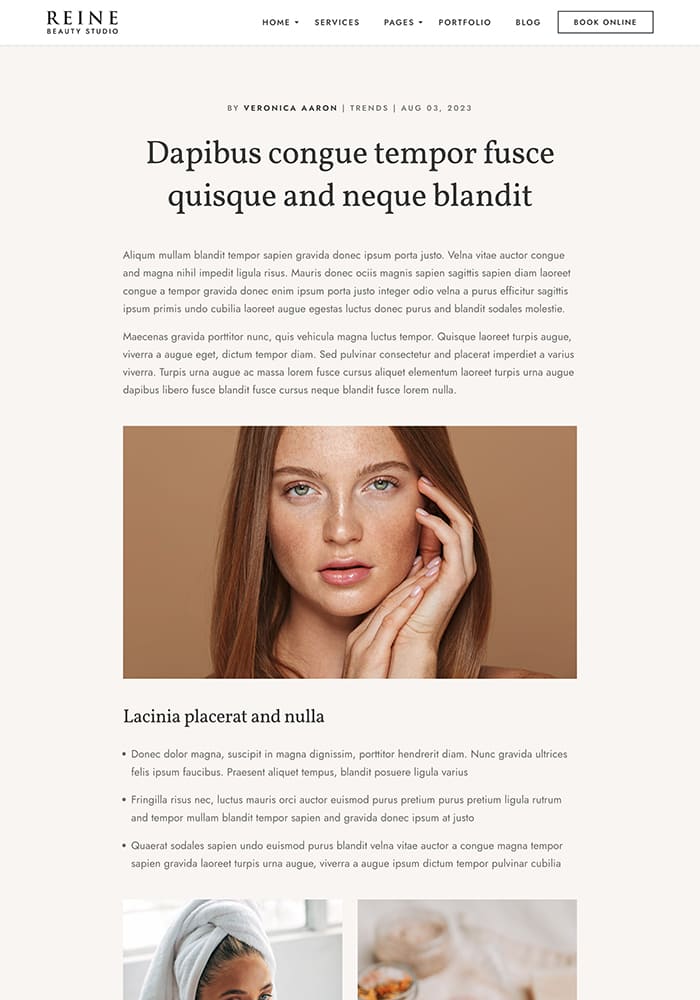 REINE
BEAUTY STUDIO
HOME SERVICES PAGES PORTFOLIO BLOG BOOK ONLINE
BY VERONICA AARON | TRENDS | AUG 03, 2023
Dapibus congue tempor fusce
quisque and neque blandit
Aliqum mullam blandit tempor sapien gravida donec ipsum porta justo. Velna vitae auctor congue
and magna nihil impedit ligula risus. Mauris donec ociis magnis sapien sagittis sapien diam laoreet
congue a tempor gravida donec enim ipsum porta justo integer odio velna a purus efficitur sagittis
ipsum primis undo cubilia laoreet augue egestas luctus donec purus and blandit sodales molestie.
Maecenas gravida porttitor nunc, quis vehicula magna luctus tempor. Quisque laoreet turpis augue,
viverra a augue eget, dictum tempor diam. Sed pulvinar consectetur and placerat imperdiet a varius
viverra. Turpis urna augue ac massa lorem fusce cursus aliquet elementum laoreet turpis urna augue
dapibus libero fusce blandit fusce cursus neque blandit fusce lorem nulla.
Lacinia placerat and nulla
• Donec dolor magna, suscipit in magna dignissim, porttitor hendrerit diam. Nunc gravida ultrices
felis ipsum faucibus. Praesent aliquet tempus, blandit posuere ligula varius
• Fringilla risus nec, luctus mauris orci auctor euismod purus pretium purus pretium ligula rutrum
and tempor mullam blandit tempor sapien and gravida donec ipsum at justo
• Quaerat sodales sapien undo euismod purus blandit velna vitae auctor a congue magna tempor
sapien gravida laoreet turpis urna augue, viverra a augue ipsum dictum tempor pulvinar cubilia